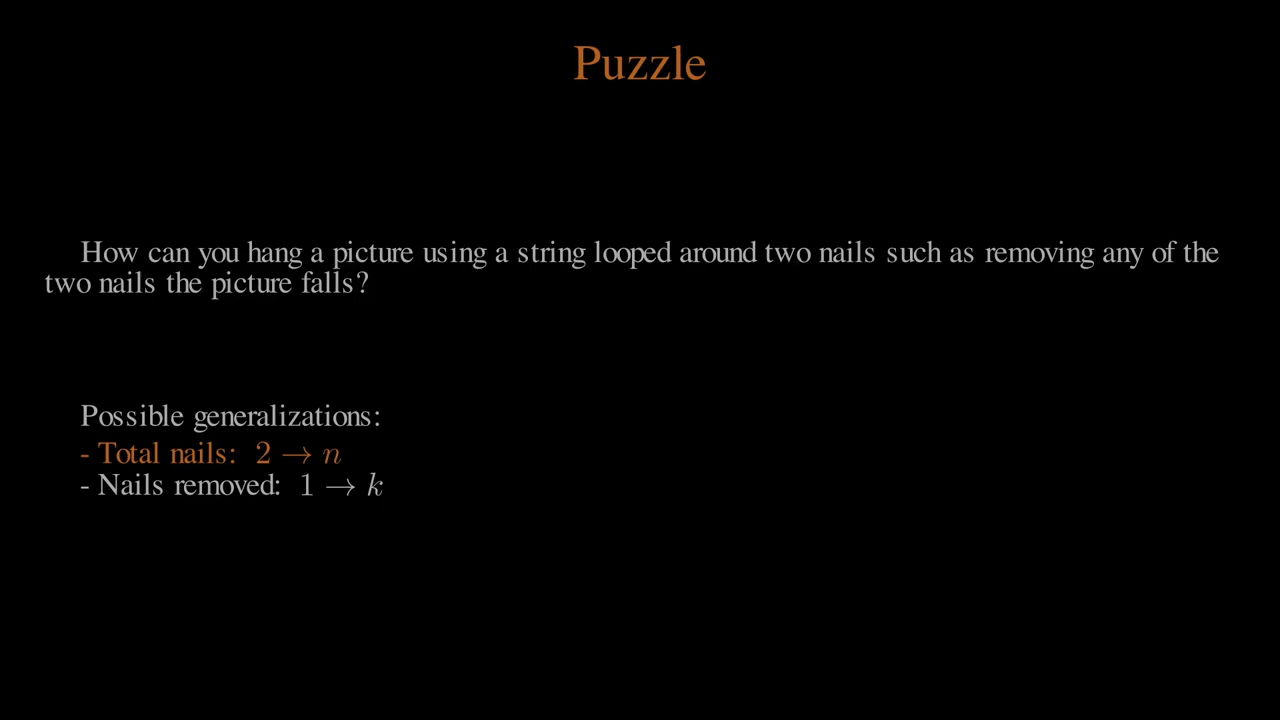 Puzzle
How can you hang a picture using a string looped around two nails such as removing any of the
two nails the picture falls?
Possible generalizations:
- Total nails: 2 → n
- Nails removed: 1 → k